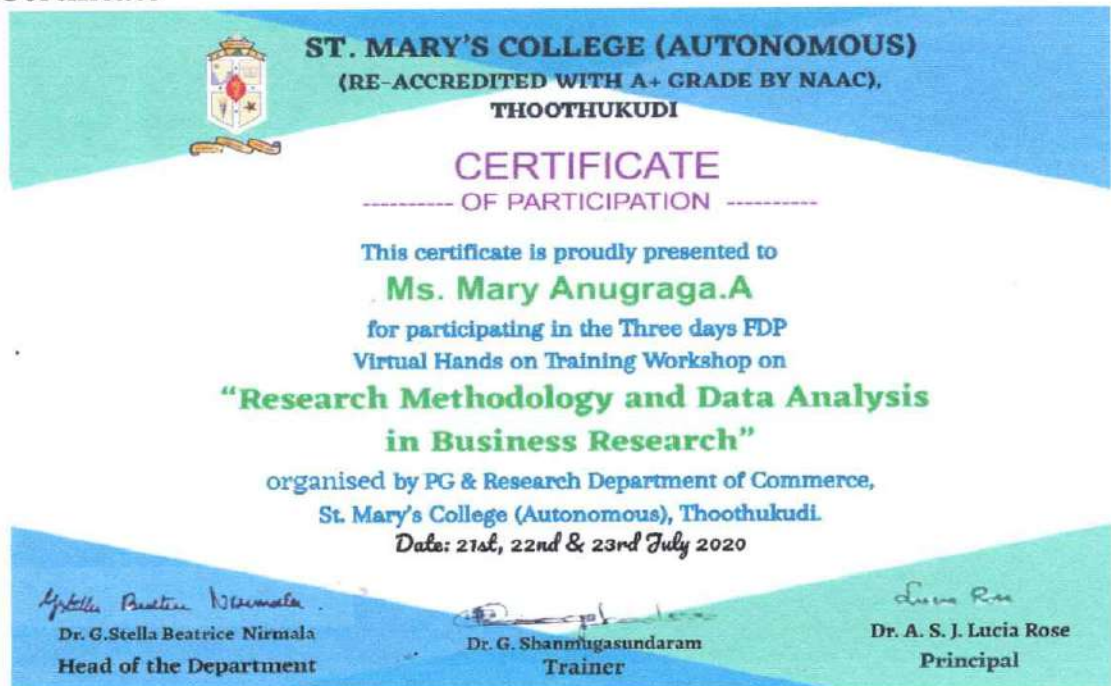 ST. MARY'S COLLEGE (AUTONOMOUS)
(RE-ACCREDITED WITH A+ GRADE BY NAAC),
THOOTHUKUDI
CERTIFICATE
---------- OF PARTICIPATION ----------
This certificate is proudly presented to
Ms. Mary Anugraga.A
for participating in the Three days FDP
Virtual Hands on Training Workshop on
“Research Methodology and Data Analysis
in Business Research”
organised by PG & Research Department of Commerce,
St. Mary's College (Autonomous), Thoothukudi.
Date: 21st, 22nd & 23rd July 2020
Lucia Rose
Dr. G.Stella Beatrice Nirmala
Head of the Department
Dr. G. Shanmugasundaram
Trainer
Dr. A. S. J. Lucia Rose
Principal